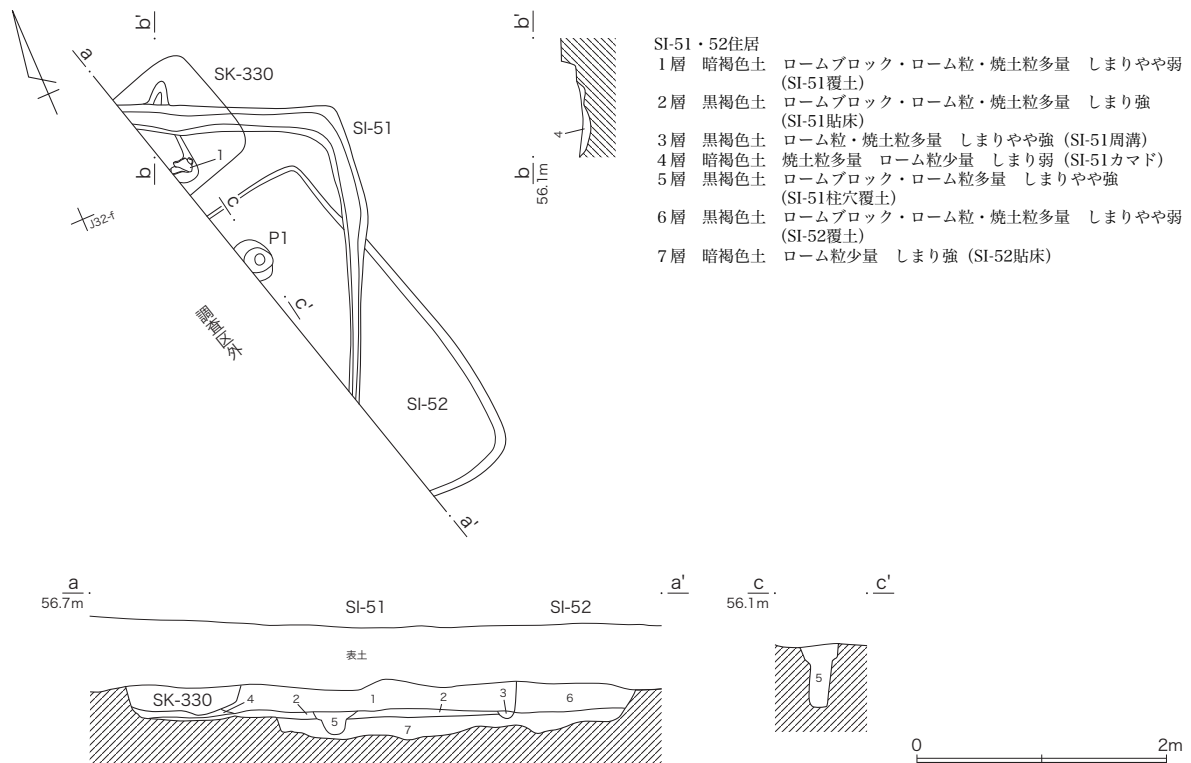 b'
a
SK-330
SI-51
1
b
c
J32-f
P1
c'
調査区外
SI-52
a'
b'
4
b
56.1m
SI-51・52住居
1層　暗褐色土　ロームブロック・ローム粒・焼土粒多量　しまりやや弱
(SI-51覆土)
2層　黒褐色土　ロームブロック・ローム粒・焼土粒多量　しまり強
(SI-51貼床)
3層　黒褐色土　ローム粒・焼土粒多量　しまりやや強（SI-51周溝）
4層　暗褐色土　焼土粒多量　ローム粒少量　しまり弱（SI-51カマド）
5層　黒褐色土　ロームブロック・ローム粒多量　しまりやや強
(SI-51柱穴覆土)
6層　黒褐色土　ロームブロック・ローム粒・焼土粒多量　しまりやや弱
(SI-52覆土)
7層　暗褐色土　ローム粒少量　しまり強（SI-52貼床）
a
56.7m
SI-51
SI-52
a'
表土
SK-330
4
2
1
2
3
6
5
7
c
56.1m
c'
5
0
2m